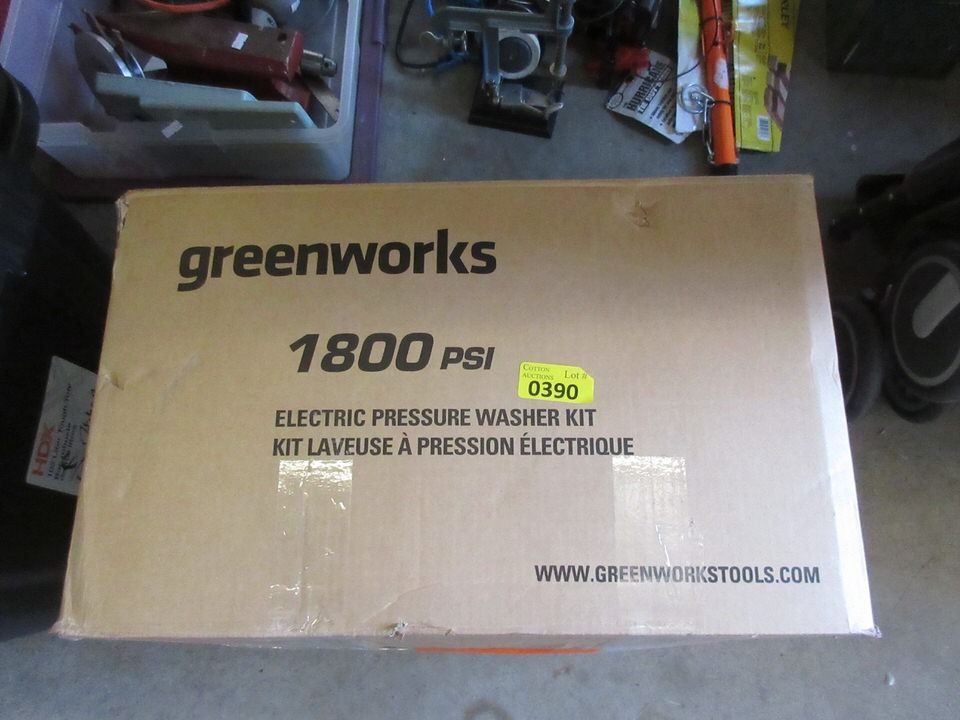 greenworks
1800 PSI
COTTON AUCTIONS Lot #
0390
ELECTRIC PRESSURE WASHER KIT
KIT LAVEUSE À PRESSION ÉLECTRIQUE
WWW.GREENWORKSTOOLS.COM
HDX
HURRICANE